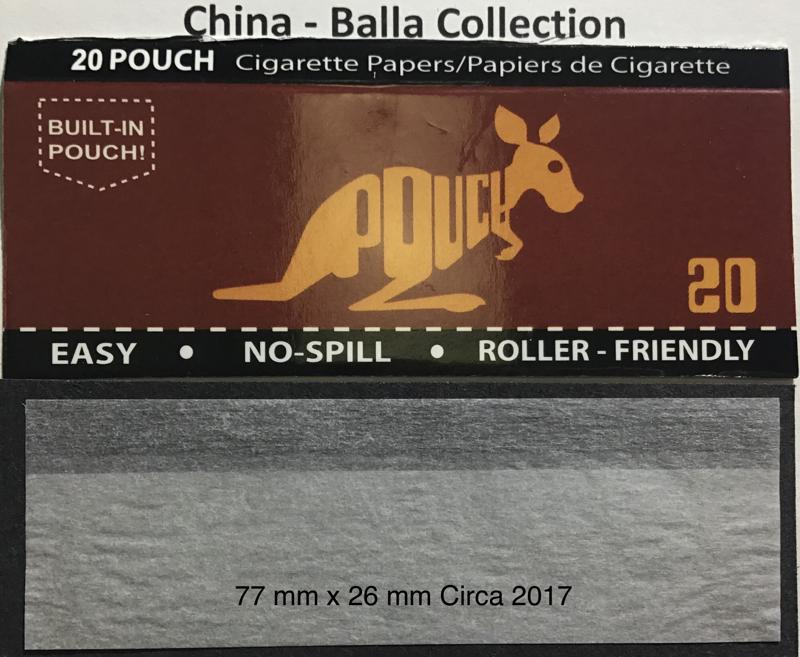 China - Balla Collection
20 POUCH Cigarette Papers/Papiers de Cigarette
BUILT-IN
POUCH!
POUCH
20
EASY • NO-SPILL • ROLLER - FRIENDLY
77 mm x 26 mm Circa 2017